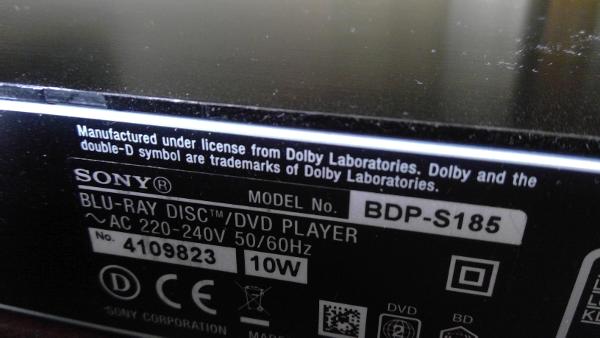 Manufactured under license from Dolby Laboratories. Dolby and the
double-D symbol are trademarks of Dolby Laboratories.
SONY®
MODEL No. BDP-S185
BLU-RAY DISC™/DVD PLAYER
~AC 220-240V 50/60Hz
No. 4109823 10W
D CE
SONY CORPORATION
DVD BD
2